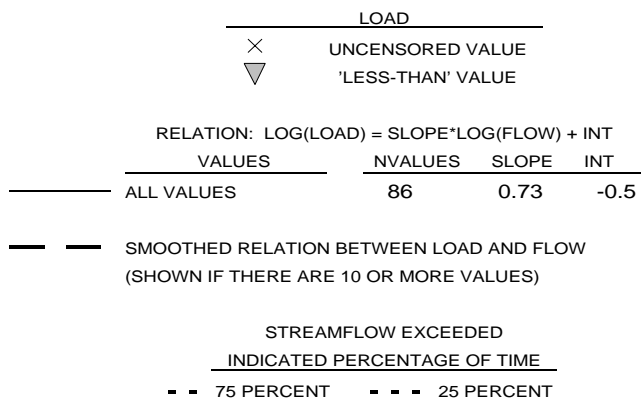 LOAD
UNCENSORED VALUE
'LESS-THAN' VALUE
RELATION: LOG(LOAD) = SLOPE*LOG(FLOW) + INT
VALUES NVALUES SLOPE INT
ALL VALUES 86 0.73 -0.5
SMOOTHED RELATION BETWEEN LOAD AND FLOW
(SHOWN IF THERE ARE 10 OR MORE VALUES)
STREAMFLOW EXCEEDED
INDICATED PERCENTAGE OF TIME
75 PERCENT 25 PERCENT